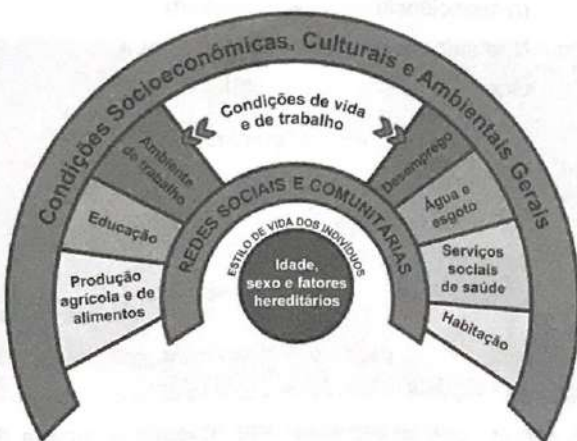 Condições Socioeconômicas, Culturais e Ambientais Gerais
Condições de vida
e de trabalho
Ambiente
de trabalho
Desemprego
Educação
Água e
esgoto
Produção
agrícola e de
alimentos
Serviços
sociais
de saúde
Habitação
REDES SOCIAIS E COMUNITÁRIAS
ESTILO DE VIDA DOS INDIVÍDUOS
Idade,
sexo e fatores
hereditários